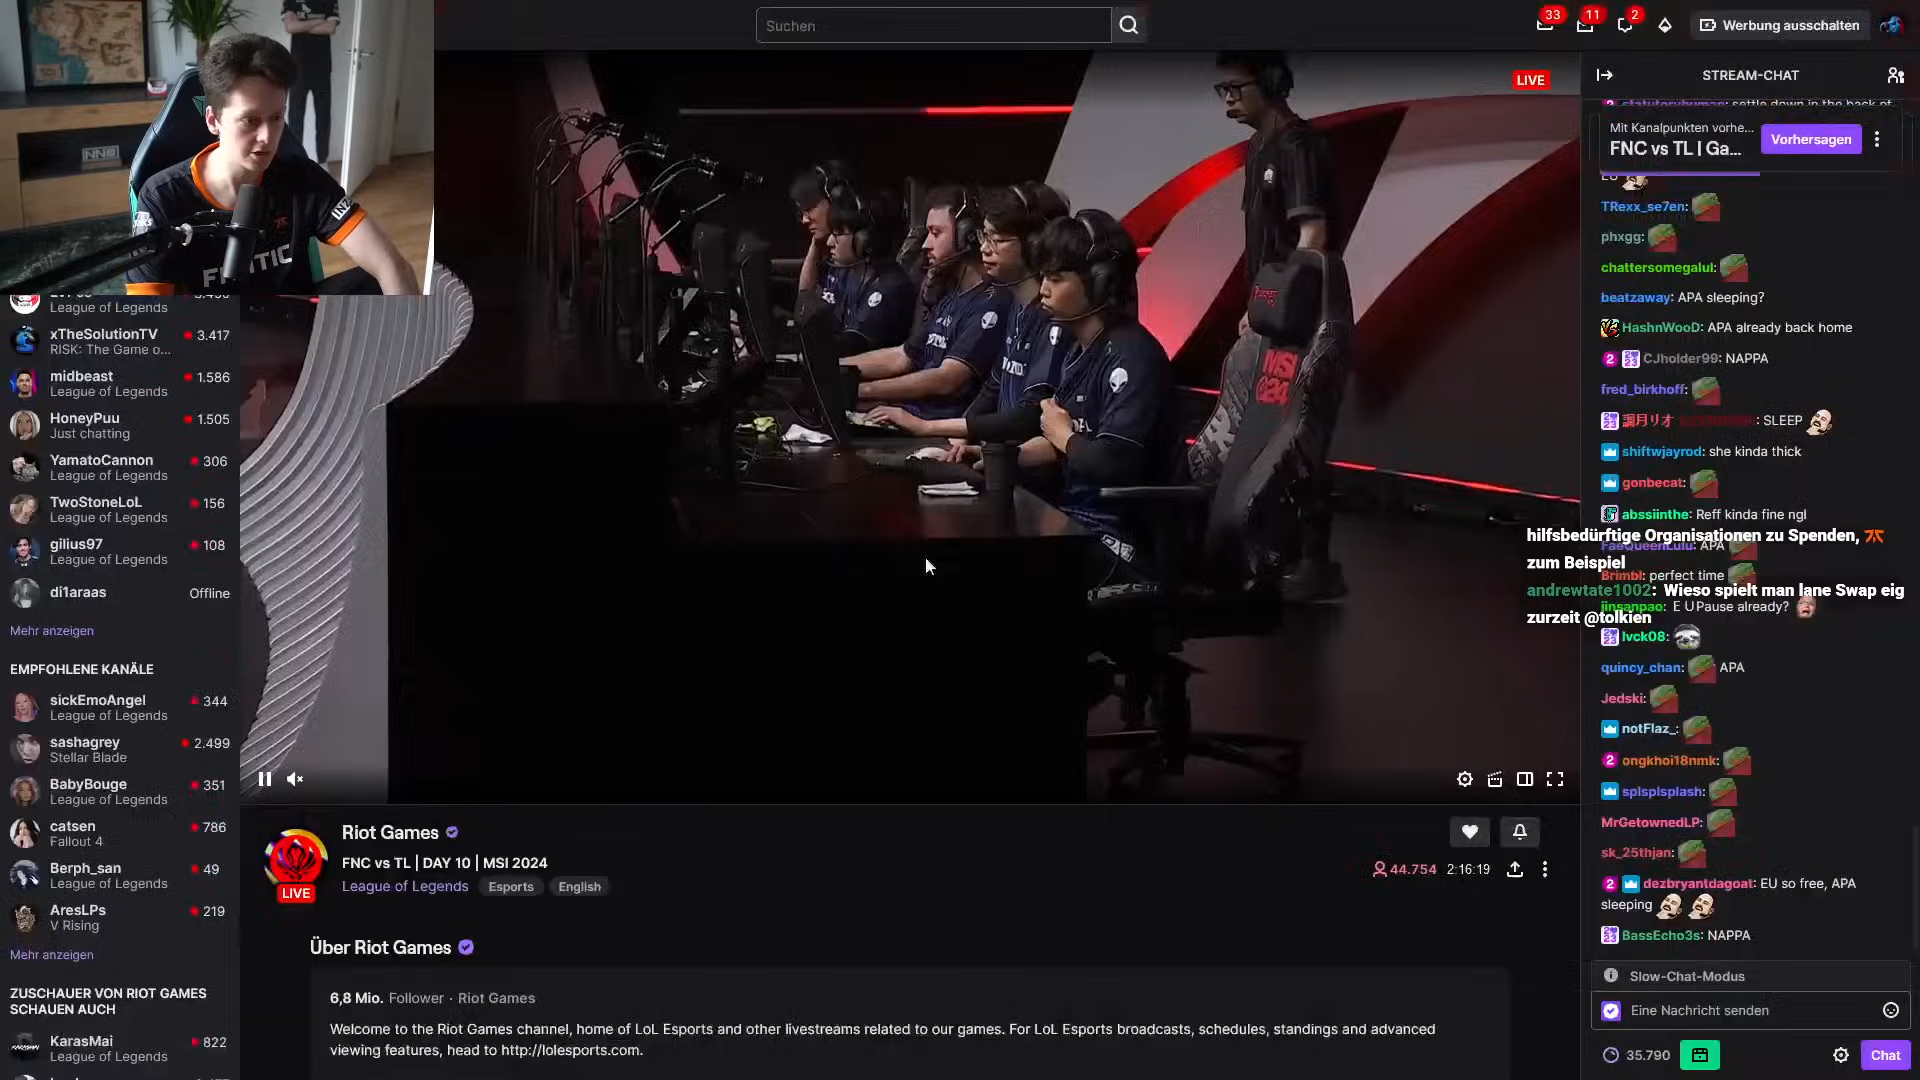 Suchen
33
11
2
Werbung ausschalten
LIVE
STREAM-CHAT
Mit Kanalpunkten vorhe...
FNC vs TL | Ga...
Vorhersagen
TRexx_se7en:
phxgg:
chattersomegalul:
beatzaway: APA sleeping?
HashnWooD: APA already back home
CJholder99: NAPPA
fred_birkhoff:
調月リオ : SLEEP
shiftwjayrod: she kinda thick
gonbecat:
abssiinthe: Reff kinda fine ngl
hilfsbedürftige Organisationen zu Spenden,
FaeQueenLulu: APA
zum Beispiel
Brimbl: perfect time
andrewtate1002: Wieso spielt man lane Swap eig
jinsanpao: E U Pause already?
zurzeit @tolkien
lvck08:
quincy_chan: APA
Jedski:
notFlaz_:
ongkhoi18nmk:
splsplsplash:
MrGetownedLP:
sk_25thjan:
dezbryantdagoat: EU so free, APA
sleeping
BassEcho3s: NAPPA
Slow-Chat-Modus
Eine Nachricht senden
35.790
Chat
League of Legends
xTheSolutionTV 3.417
RISK: The Game o...
midbeast 1.586
League of Legends
HoneyPuu 1.505
Just chatting
YamatoCannon 306
League of Legends
TwoStoneLoL 156
League of Legends
gilius97 108
League of Legends
di1araas Offline
Mehr anzeigen
EMPFOHLENE KANÄLE
sickEmoAngel 344
League of Legends
sashagrey 2.499
Stellar Blade
BabyBouge 351
League of Legends
catsen 786
Fallout 4
Berph_san 49
League of Legends
AresLPs 219
V Rising
Mehr anzeigen
ZUSCHAUER VON RIOT GAMES
SCHAUEN AUCH
KarasMai 822
League of Legends
Riot Games
FNC vs TL | DAY 10 | MSI 2024
League of Legends Esports English
LIVE
44.754 2:16:19
Über Riot Games
6,8 Mio. Follower · Riot Games
Welcome to the Riot Games channel, home of LoL Esports and other livestreams related to our games. For LoL Esports broadcasts, schedules, standings and advanced
viewing features, head to http://lolesports.com.